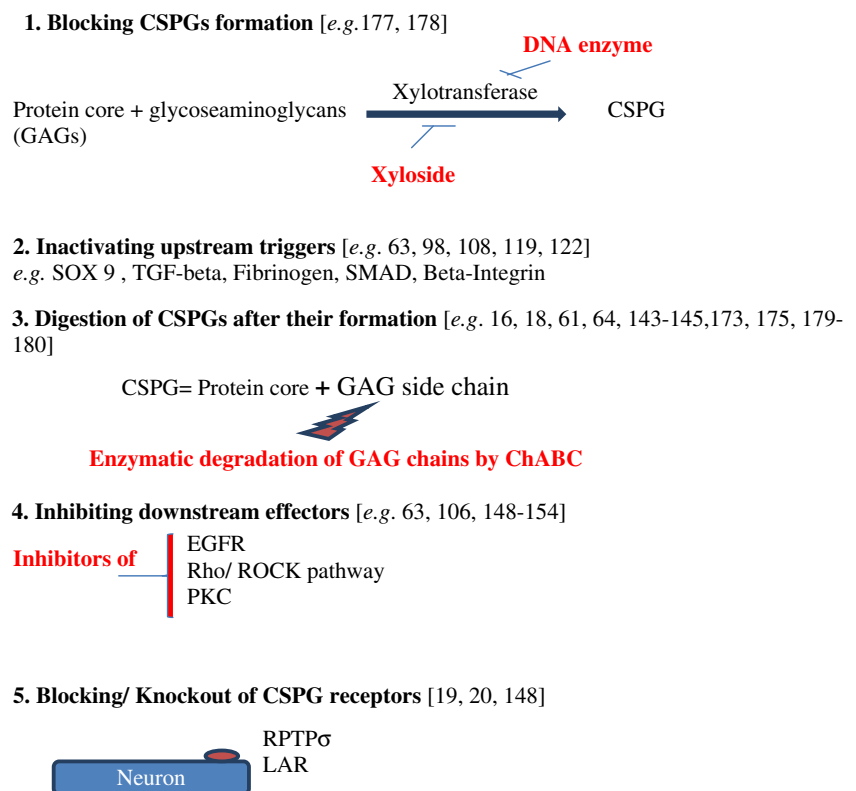 1. Blocking CSPGs formation [e.g.177, 178]
DNA enzyme
Xylotransferase
Protein core + glycoseaminoglycans
(GAGs)
CSPG
Xyloside
2. Inactivating upstream triggers [e.g. 63, 98, 108, 119, 122]
e.g. SOX 9 , TGF-beta, Fibrinogen, SMAD, Beta-Integrin
3. Digestion of CSPGs after their formation [e.g. 16, 18, 61, 64, 143-145,173, 175, 179-
180]
CSPG= Protein core + GAG side chain
Enzymatic degradation of GAG chains by ChABC
4. Inhibiting downstream effectors [e.g. 63, 106, 148-154]
Inhibitors of
EGFR
Rho/ ROCK pathway
PKC
5. Blocking/ Knockout of CSPG receptors [19, 20, 148]
RPTPσ
LAR
Neuron